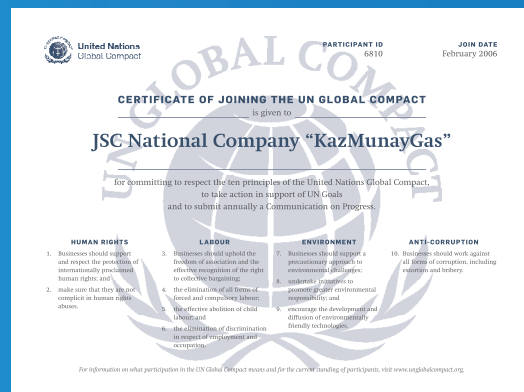 UN GLOBAL COMPACT
United Nations
Global Compact
PARTICIPANT ID
6810
JOIN DATE
February 2006
CERTIFICATE OF JOINING THE UN GLOBAL COMPACT
is given to
JSC National Company “KazMunayGas”
for committing to respect the ten principles of the United Nations Global Compact,
to take action in support of UN Goals
and to submit annually a Communication on Progress.
HUMAN RIGHTS
1. Businesses should support
and respect the protection of
internationally proclaimed
human rights; and
2. make sure that they are not
complicit in human rights
abuses.
LABOUR
3. Businesses should uphold the
freedom of association and the
effective recognition of the right
to collective bargaining;
4. the elimination of all forms of
forced and compulsory labour;
5. the effective abolition of child
labour; and
6. the elimination of discrimination
in respect of employment and
occupation.
ENVIRONMENT
7. Businesses should support a
precautionary approach to
environmental challenges;
8. undertake initiatives to
promote greater environmental
responsibility; and
9. encourage the development and
diffusion of environmentally
friendly technologies.
ANTI-CORRUPTION
10. Businesses should work against
all forms of corruption, including
extortion and bribery.
For information on what participation in the UN Global Compact means and for the current standing of participants, visit www.unglobalcompact.org.